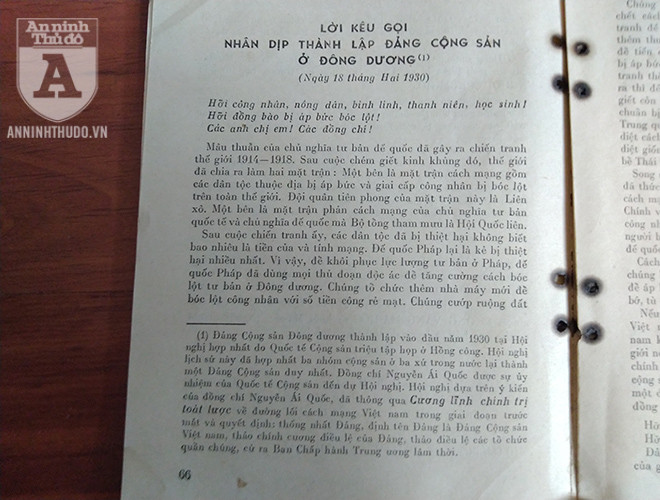 An ninh
Thủ đô
A
ANNINHTHUDO.VN
LỜI KÊU GỌI
NHÂN DỊP THÀNH LẬP ĐẢNG CỘNG SẢN
Ở ĐÔNG DƯƠNG (1)
(Ngày 18 tháng Hai 1930)
Hỡi công nhân, nông dân, binh lính, thanh niên, học sinh!
Hỡi đồng bào bị áp bức bóc lột!
Các anh chị em! Các đồng chí!
Mâu thuẫn của chủ nghĩa tư bản đế quốc đã gây ra chiến tranh
thế giới 1914—1918. Sau cuộc chém giết khủng khiếp đó, thế giới
đã chia ra làm hai mặt trận: Một bên là mặt trận cách mạng gồm
các dân tộc thuộc địa bị áp bức và giai cấp công nhân bị bóc lột
trên toàn thế giới. Đội quân tiên phong của mặt trận này là Liên
xô. Một bên là mặt trận phản cách mạng của chủ nghĩa tư bản
quốc tế và chủ nghĩa đế quốc mà Bộ tổng tham mưu là Hội Quốc liên.
Sau cuộc chiến tranh ấy, các dân tộc đã bị thiệt hại không biết
bao nhiêu là tiền của và tính mạng. Đế quốc Pháp lại là kẻ bị thiệt
hại nhiều nhất. Vì vậy, để khôi phục lực lượng tư bản ở Pháp, đế
quốc Pháp đã dùng mọi thủ đoạn độc ác để tăng cường cách bóc
lột tư bản ở Đông dương. Chúng tổ chức thêm nhà máy mới để
bóc lột công nhân với số tiền công rẻ mạt. Chúng cướp ruộng đất
(1) Đảng Cộng sản Đông dương thành lập vào đầu năm 1930 tại Hội
nghị hợp nhất do Quốc tế Cộng sản triệu tập họp ở Hồng công. Hội nghị
lịch sử này đã hợp nhất ba nhóm cộng sản ở ba xứ trong nước lại thành
một Đảng Cộng sản duy nhất. Đồng chí Nguyễn Ái Quốc được sự ủy
nhiệm của Quốc tế Cộng sản đến dự Hội nghị. Hội nghị dựa trên ý kiến
của đồng chí Nguyễn Ái Quốc, đã thông qua Cương lĩnh chính trị
toát lược về đường lối cách mạng Việt nam trong giai đoạn trước
mắt và quyết định: thống nhất Đảng, định tên Đảng là Đảng Cộng sản
Việt nam, thảo chính cương điều lệ của Đảng, thảo điều lệ các tổ chức
quần chúng, cử ra Ban Chấp hành Trung ương lâm thời.
66